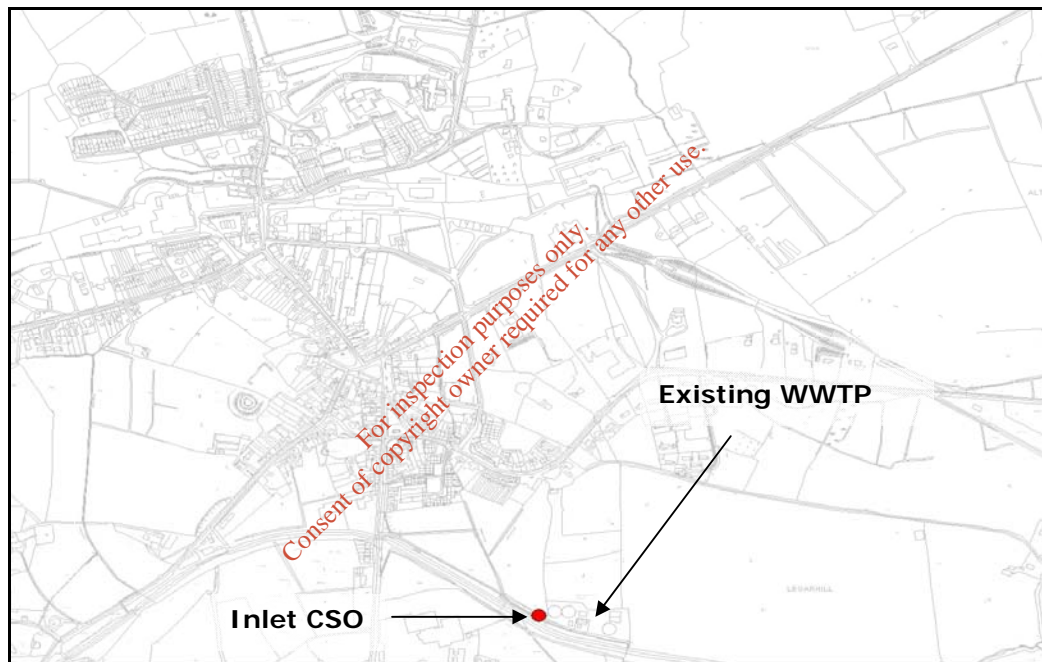 For inspection purposes only.
Consent of copyright owner required for any other use.
Existing WWTP
LEGARHILL
Inlet CSO